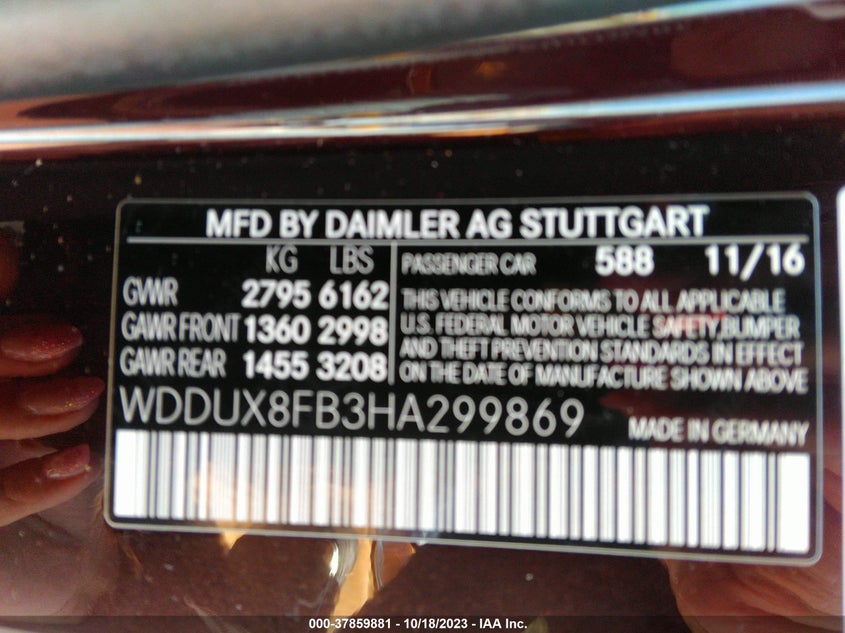 MFD BY DAIMLER AG STUTTGART
KG LBS
GVWR 2795 6162
GAWR FRONT 1360 2998
GAWR REAR 1455 3208
PASSENGER CAR 588 11/16
THIS VEHICLE CONFORMS TO ALL APPLICABLE
U.S. FEDERAL MOTOR VEHICLE SAFETY, BUMPER
AND THEFT PREVENTION STANDARDS IN EFFECT
ON THE DATE OF MANUFACTURE SHOWN ABOVE
WDDUX8FB3HA299869
MADE IN GERMANY
000-37859881 - 10/18/2023 - IAA Inc.